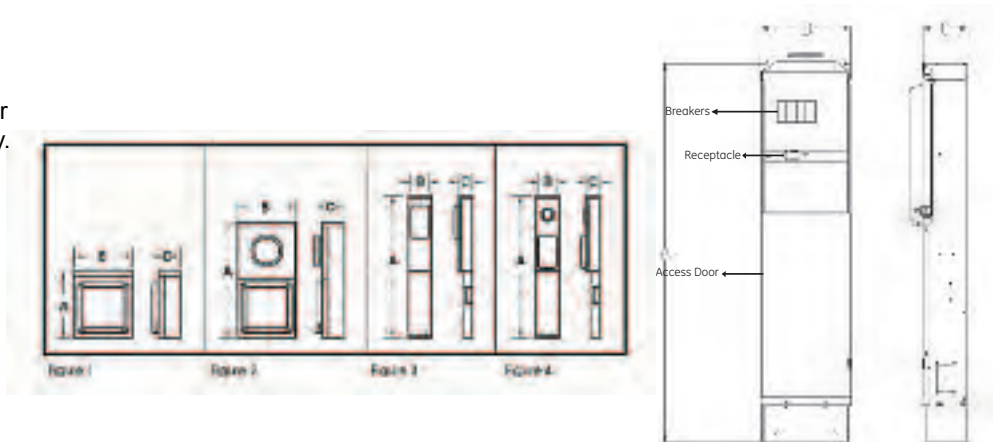 r
y.
Breakers
Receptacle
Access Door
A
B
C
A
B
C
A
B
C
A
B
C
Figure 1
Figure 2
Figure 3
Figure 4